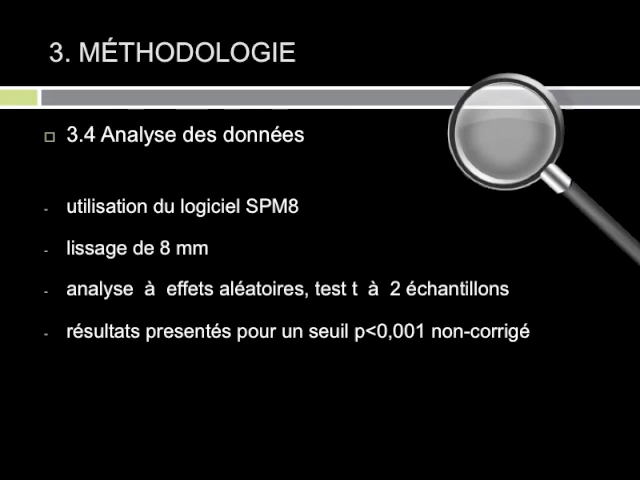 3. MÉTHODOLOGIE
3.4 Analyse des données
- utilisation du logiciel SPM8
- lissage de 8 mm
- analyse à effets aléatoires, test t à 2 échantillons
- résultats presentés pour un seuil p<0,001 non-corrigé